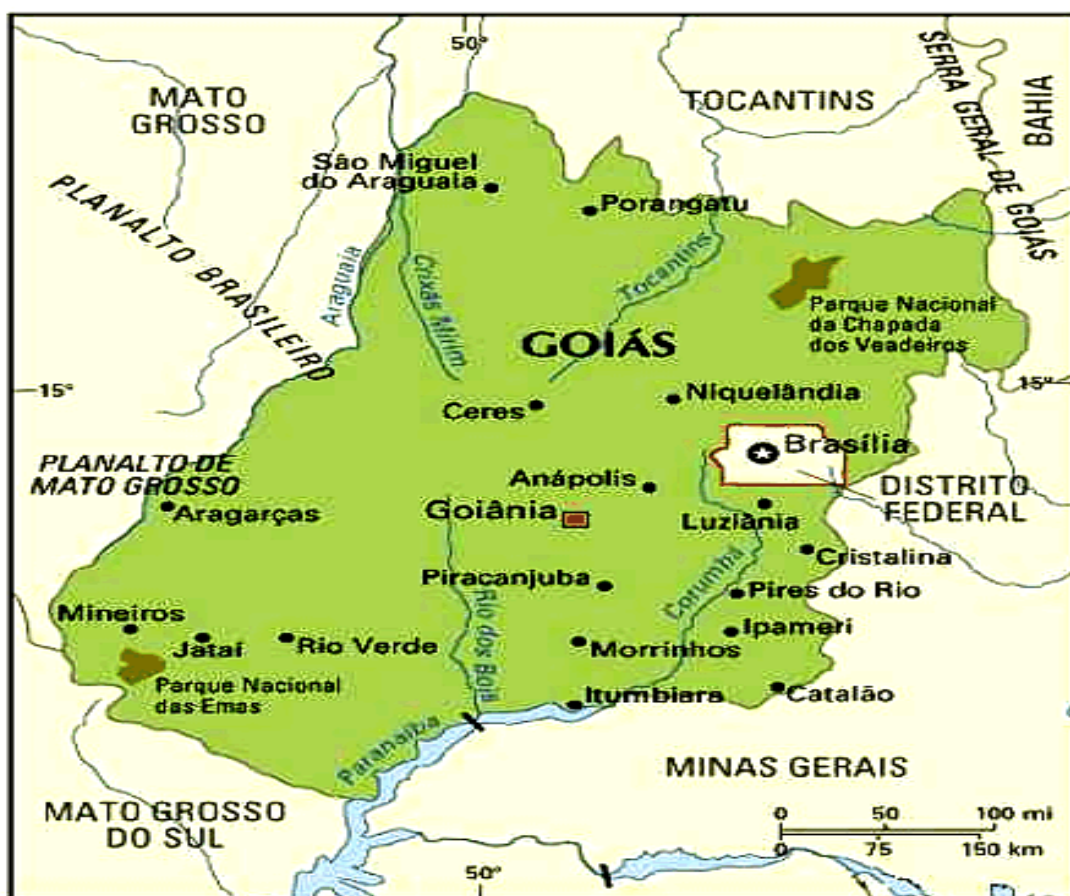 50°
MATO
GROSSO
TOCANTINS
SERRA GERAL DE GOIÁS
BAHIA
São Miguel
do Araguaia
Porangatu
PLANALTO BRASILEIRO
Araguaia
Crixás Mirim
Tocantins
Parque Nacional
da Chapada
dos Veadeiros
GOIÁS
15°
15°
Niquelândia
Ceres
Brasília
PLANALTO DE
MATO GROSSO
Anápolis
DISTRITO
FEDERAL
Aragarças
Goiânia
Luziânia
Cristalina
Corumbá
Piracanjuba
Pires do Rio
Mineiros
Rio dos Bois
Ipameri
Jataí
Rio Verde
Morrinhos
Parque Nacional
das Emas
Itumbiara
Catalão
Paranaíba
MINAS GERAIS
MATO GROSSO
DO SUL
0 50 100 mi
0 75 150 km
50°